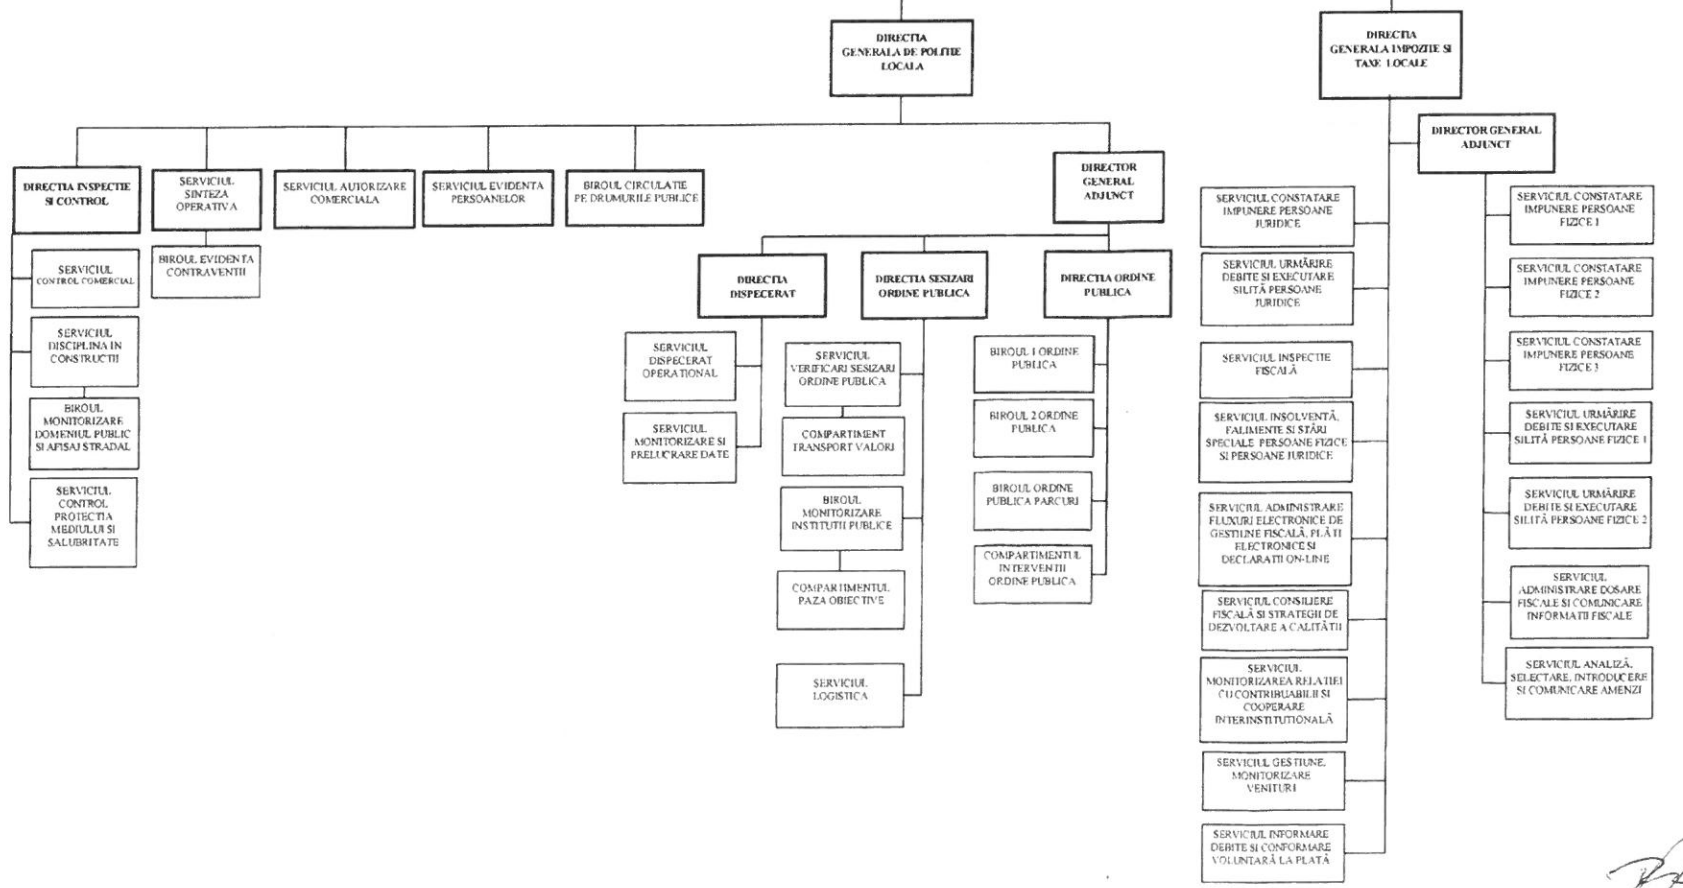 DIRECTIA
GENERALA DE POLITIE
LOCALA
DIRECTIA
GENERALA IMPOZITE SI
TAXE LOCALE
DIRECTOR GENERAL
ADJUNCT
DIRECTIA INSPECTIE
SI CONTROL
SERVICIUL
SINTEZA
OPERATIVA
SERVICIUL AUTORIZARE
COMERCIALA
SERVICIUL EVIDENTA
PERSOANELOR
BIROUL CIRCULATIE
PE DRUMURILE PUBLICE
DIRECTOR
GENERAL
ADJUNCT
SERVICIUL
CONTROL COMERCIAL
BIROUL EVIDENTA
CONTRAVENTII
SERVICIUL
DISCIPLINA IN
CONSTRUCTII
BIROUL
MONITORIZARE
DOMENIUL PUBLIC
SI AFISAJ STRADAL
SERVICIUL
CONTROL
PROTECTIA
MEDIULUI SI
SALUBRITATE
DIRECTIA
DISPECERAT
DIRECTIA SESIZARI
ORDINE PUBLICA
DIRECTIA ORDINE
PUBLICA
SERVICIUL
DISPECERAT
OPERATIONAL
SERVICIUL
MONITORIZARE SI
PRELUCRARE DATE
SERVICIUL
VERIFICARI SESIZARI
ORDINE PUBLICA
COMPARTIMENT
TRANSPORT VALORI
BIROUL
MONITORIZARE
INSTITUTII PUBLICE
COMPARTIMENTUL
PAZA OBIECTIVE
SERVICIUL
LOGISTICA
BIROUL 1 ORDINE
PUBLICA
BIROUL 2 ORDINE
PUBLICA
BIROUL ORDINE
PUBLICA PARCURI
COMPARTIMENTUL
INTERVENTII
ORDINE PUBLICA
SERVICIUL CONSTATARE
IMPUNERE PERSOANE
JURIDICE
SERVICIUL URMĂRIRE
DEBITE SI EXECUTARE
SILITĂ PERSOANE
JURIDICE
SERVICIUL INSPECTIE
FISCALĂ
SERVICIUL INSOLVENTĂ,
FALIMENTE SI STĂRI
SPECIALE PERSOANE FIZICE
SI PERSOANE JURIDICE
SERVICIUL ADMINISTRARE
FLUXURI ELECTRONICE DE
GESTIUNE FISCALĂ, PLĂTI
ELECTRONICE SI
DECLARATII ON-LINE
SERVICIUL CONSILIERE
FISCALĂ SI STRATEGII DE
DEZVOLTARE A CALITĂTII
SERVICIUL
MONITORIZAREA RELATIEI
CU CONTRIBUABILII SI
COOPERARE
INTERINSTITUTIONALĂ
SERVICIUL GESTIUNE,
MONITORIZARE
VENITURI
SERVICIUL INFORMARE
DEBITE SI CONFORMARE
VOLUNTARĂ LA PLATĂ
SERVICIUL CONSTATARE
IMPUNERE PERSOANE
FIZICE 1
SERVICIUL CONSTATARE
IMPUNERE PERSOANE
FIZICE 2
SERVICIUL CONSTATARE
IMPUNERE PERSOANE
FIZICE 3
SERVICIUL URMĂRIRE
DEBITE SI EXECUTARE
SILITĂ PERSOANE FIZICE 1
SERVICIUL URMĂRIRE
DEBITE SI EXECUTARE
SILITĂ PERSOANE FIZICE 2
SERVICIUL
ADMINISTRARE DOSARE
FISCALE SI COMUNICARE
INFORMATII FISCALE
SERVICIUL ANALIZĂ,
SELECTARE, INTRODUCERE
SI COMUNICARE AMENZI